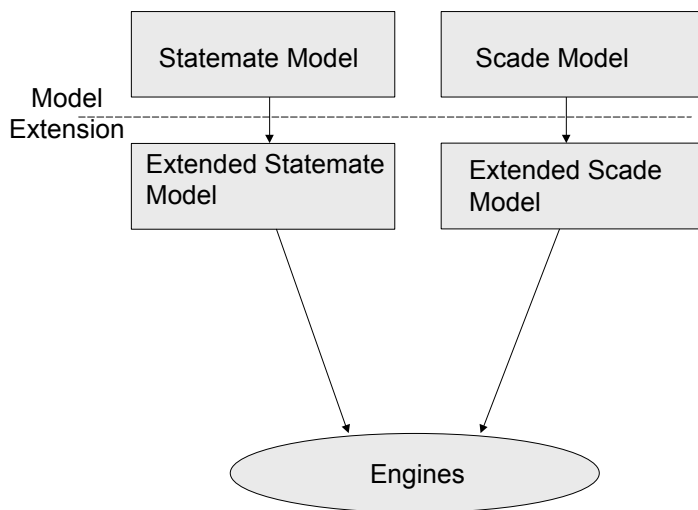 Statemate Model
Scade Model
Model
Extension
Extended Statemate
Model
Extended Scade
Model
Engines